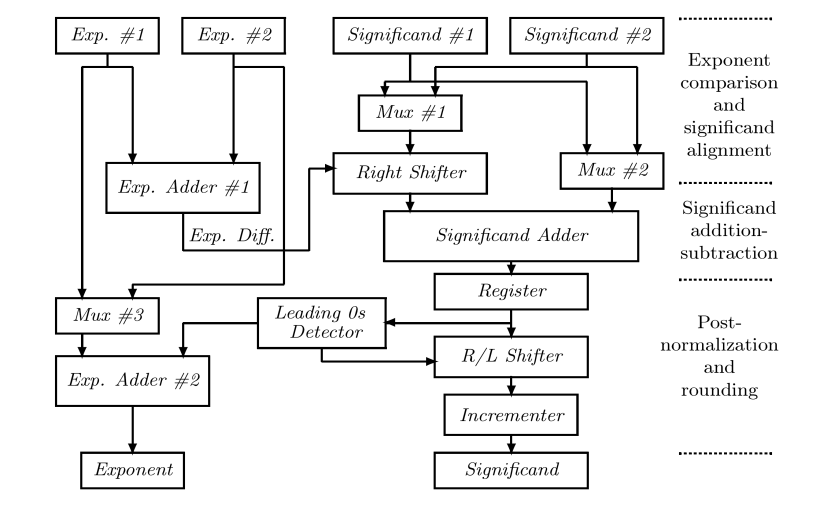 Exp. #1
Exp. #2
Significand #1
Significand #2
Exponent
comparison
and
significand
alignment
Mux #1
Exp. Adder #1
Right Shifter
Mux #2
Exp. Diff.
Significand Adder
Significand
addition-
subtraction
Register
Mux #3
Leading 0s
Detector
R/L Shifter
Post-
normalization
and
rounding
Exp. Adder #2
Incrementer
Exponent
Significand